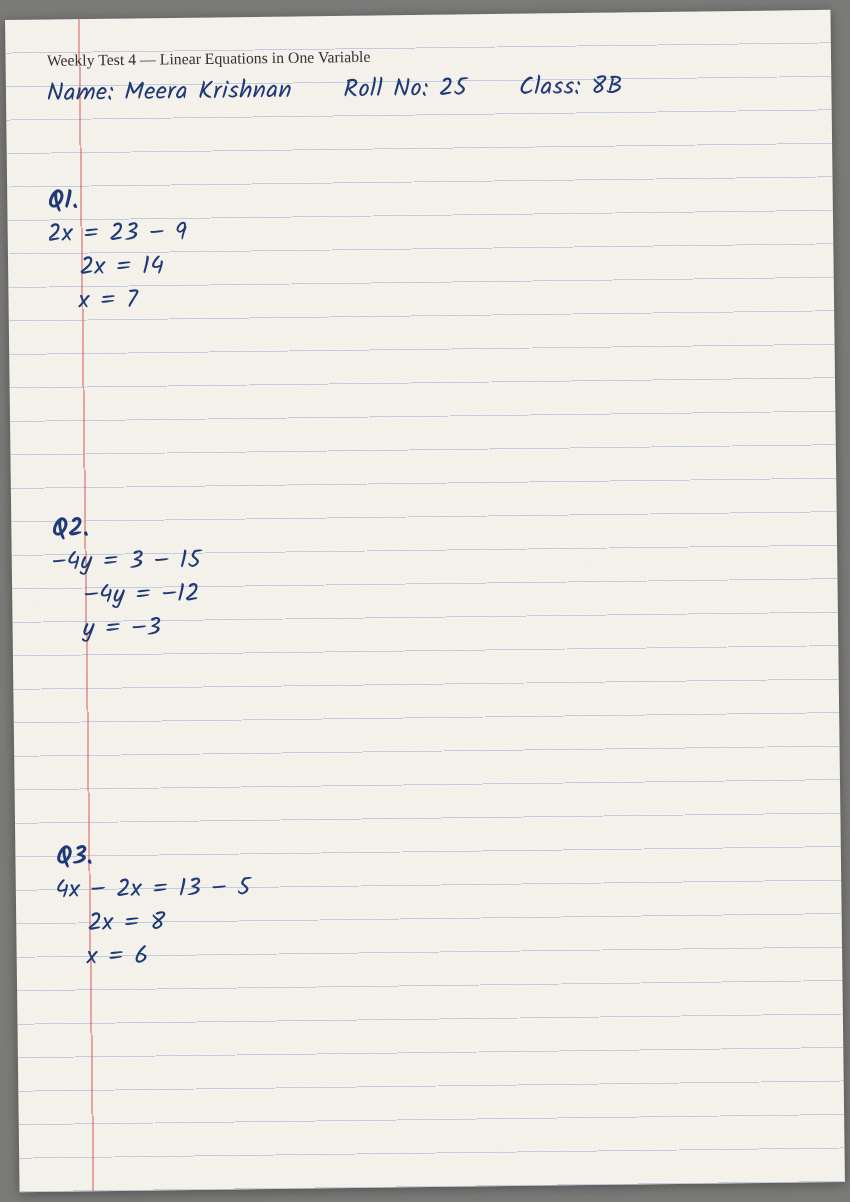 Weekly Test 4 — Linear Equations in One Variable
Name: Meera Krishnan Roll No: 25 Class: 8B
Q1.
2x = 23 − 9
2x = 14
x = 7
Q2.
−4y = 3 − 15
−4y = −12
y = −3
Q3.
4x − 2x = 13 − 5
2x = 8
x = 6